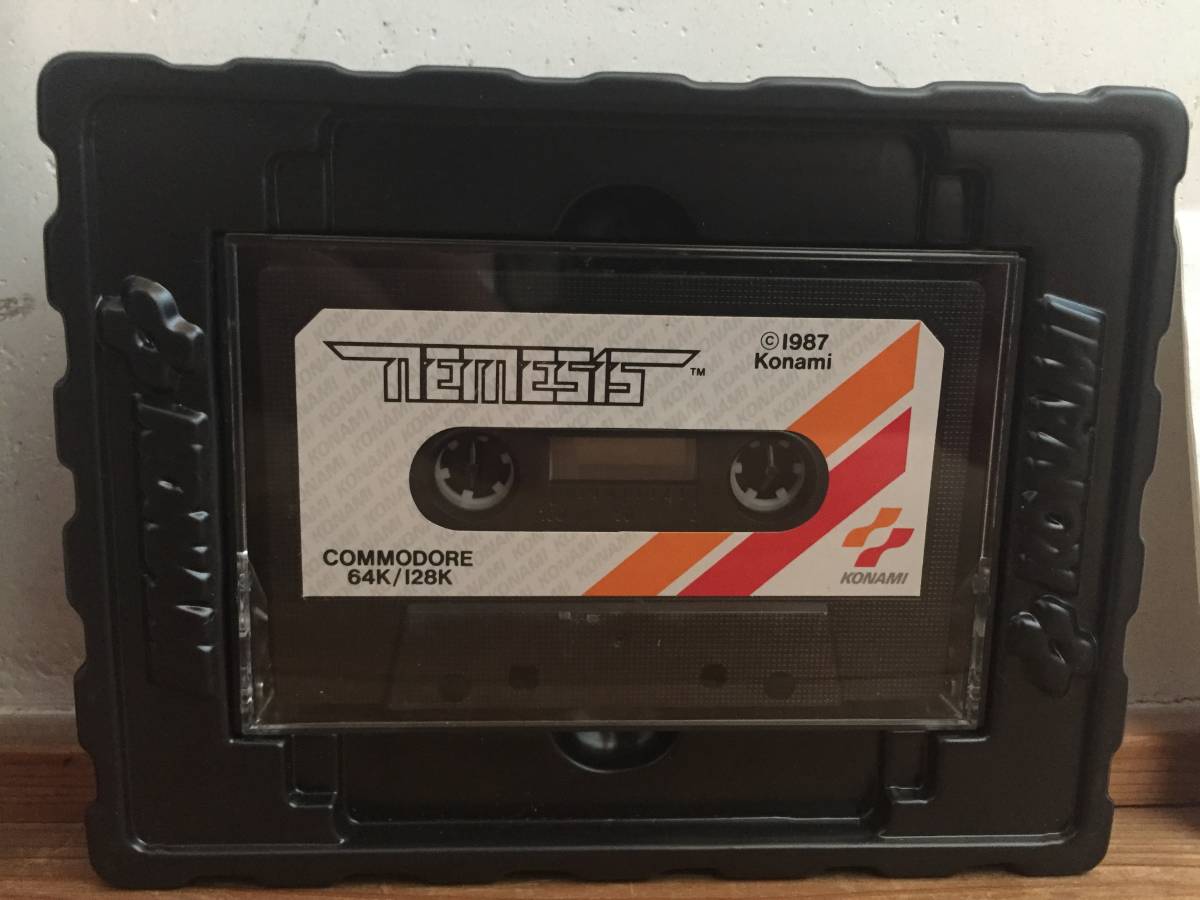 NEMESIS™
©1987
Konami
COMMODORE
64K/128K
KONAMI
KONAMI
KONAMI